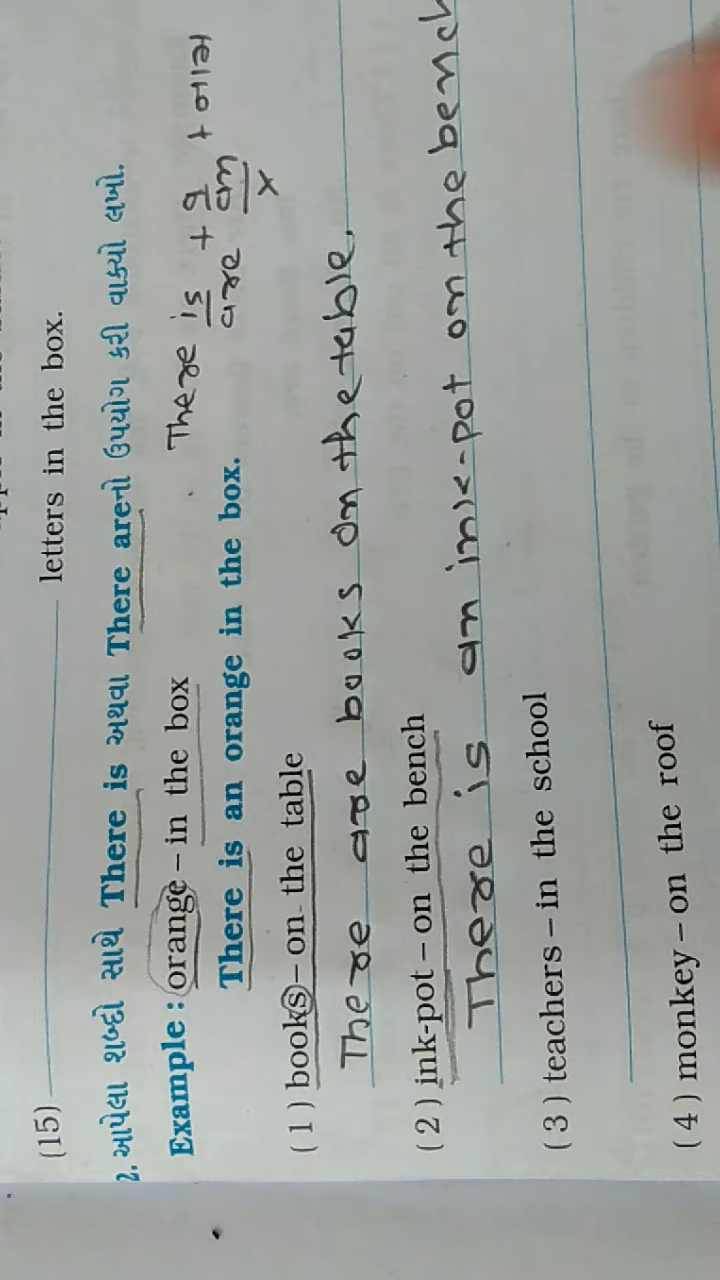 (15) letters in the box.
2. આપેલા શબ્દો સાથે There is અથવા There areનો ઉપયોગ કરી વાક્યો લખો.
Example : orange – in the box
There is + a + નામ
are an x
There is an orange in the box.
(1) books – on the table
There are books on the table.
(2) ink-pot – on the bench
There is an ink-pot on the bench
(3) teachers – in the school
(4) monkey – on the roof